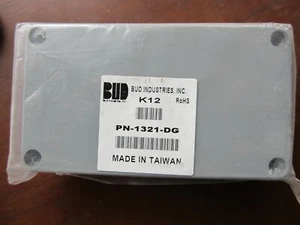 BUD
BUD INDUSTRIES, INC.
K12 RoHS
PN-1321-DG
MADE IN TAIWAN